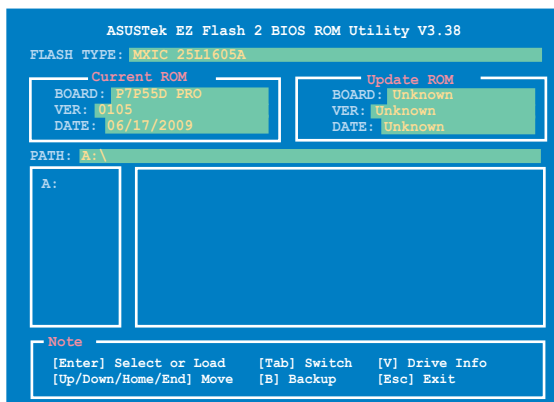 ASUSTek EZ Flash 2 BIOS ROM Utility V3.38
FLASH TYPE: MXIC 25L1605A
Current ROM
BOARD: P7P55D PRO
VER: 0105
DATE: 06/17/2009
Update ROM
BOARD: Unknown
VER: Unknown
DATE: Unknown
PATH: A:\
A:
Note
[Enter] Select or Load [Tab] Switch [V] Drive Info
[Up/Down/Home/End] Move [B] Backup [Esc] Exit